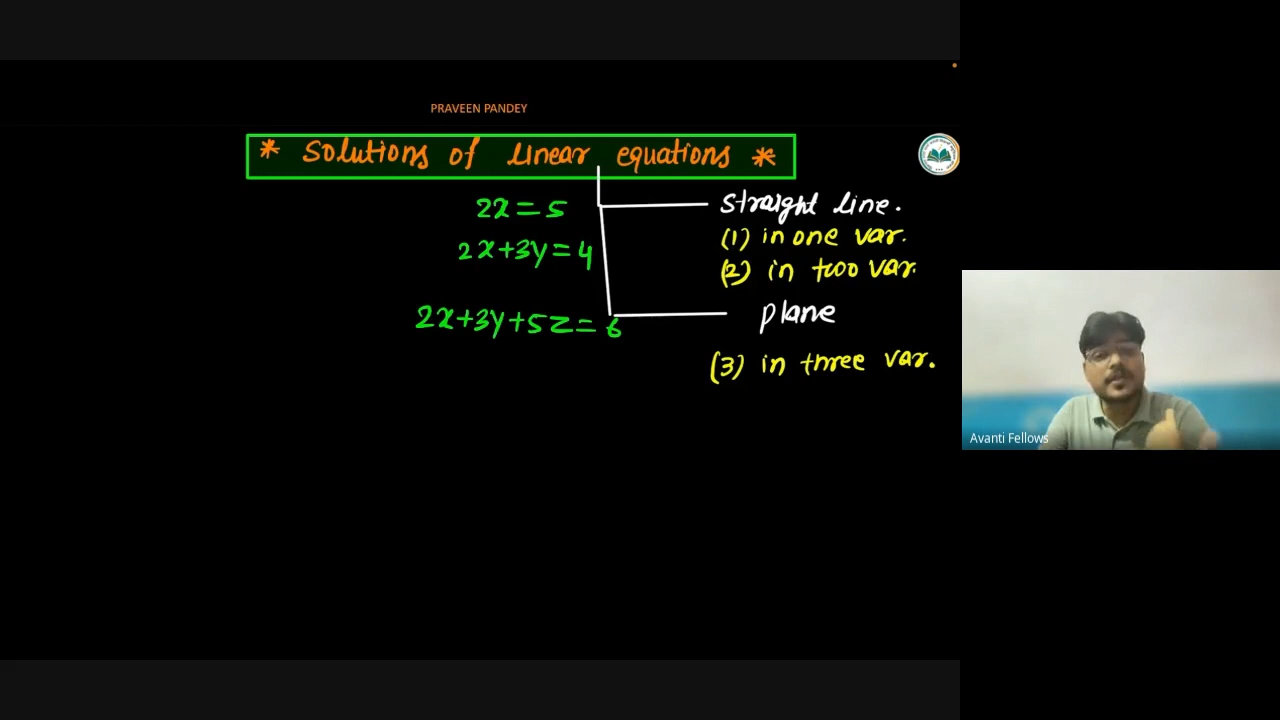 PRAVEEN PANDEY
* Solutions of Linear equations *
2x = 5
straight line.
(1) in one var.
2x+3y = 4
(2) in two var.
2x+3y+5z = 6
plane
(3) in three var.
Avanti Fellows